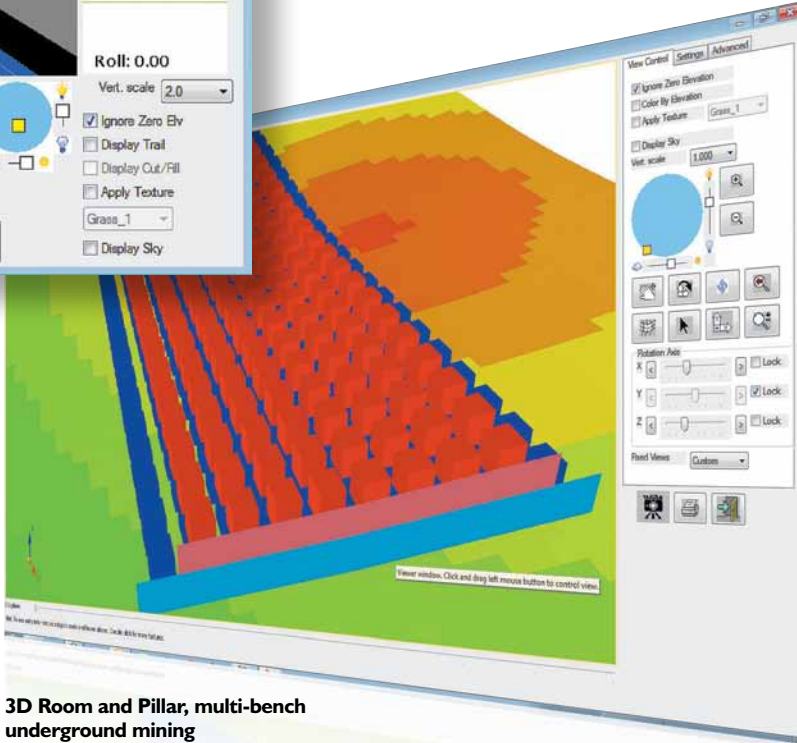 Roll: 0.00
Vert. scale 2.0
Ignore Zero Elv
Display Trail
Display Cut/Fill
Apply Texture
Grass_1
Display Sky
View Control Settings Advanced
Ignore Zero Elevation
Color By Elevation
Apply Texture Grass_1
Display Sky
Vert. scale 1.000
Rotation Axis
X < > Lock
Y < > Lock
Z < > Lock
Fixed Views Custom
Viewer window. Click and drag left mouse button to control view.
3D Room and Pillar, multi-bench
underground mining